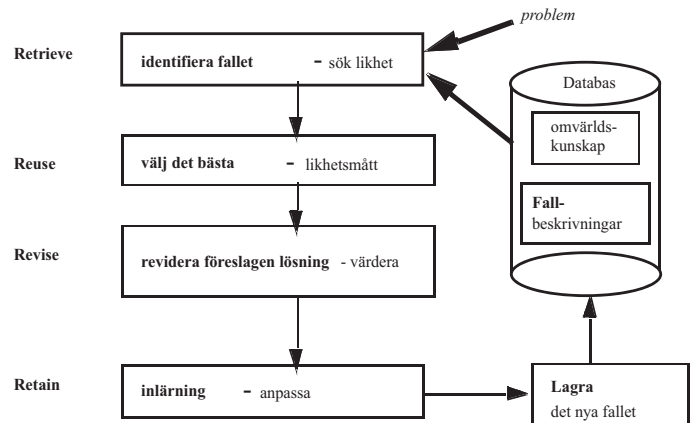 problem
Retrieve
identifiera fallet - sök likhet
Databas
omvärlds-
kunskap
Reuse
välj det bästa - likhetsmått
Fall-
beskrivningar
Revise
revidera föreslagen lösning - värdera
Retain
inlärning - anpassa
Lagra
det nya fallet